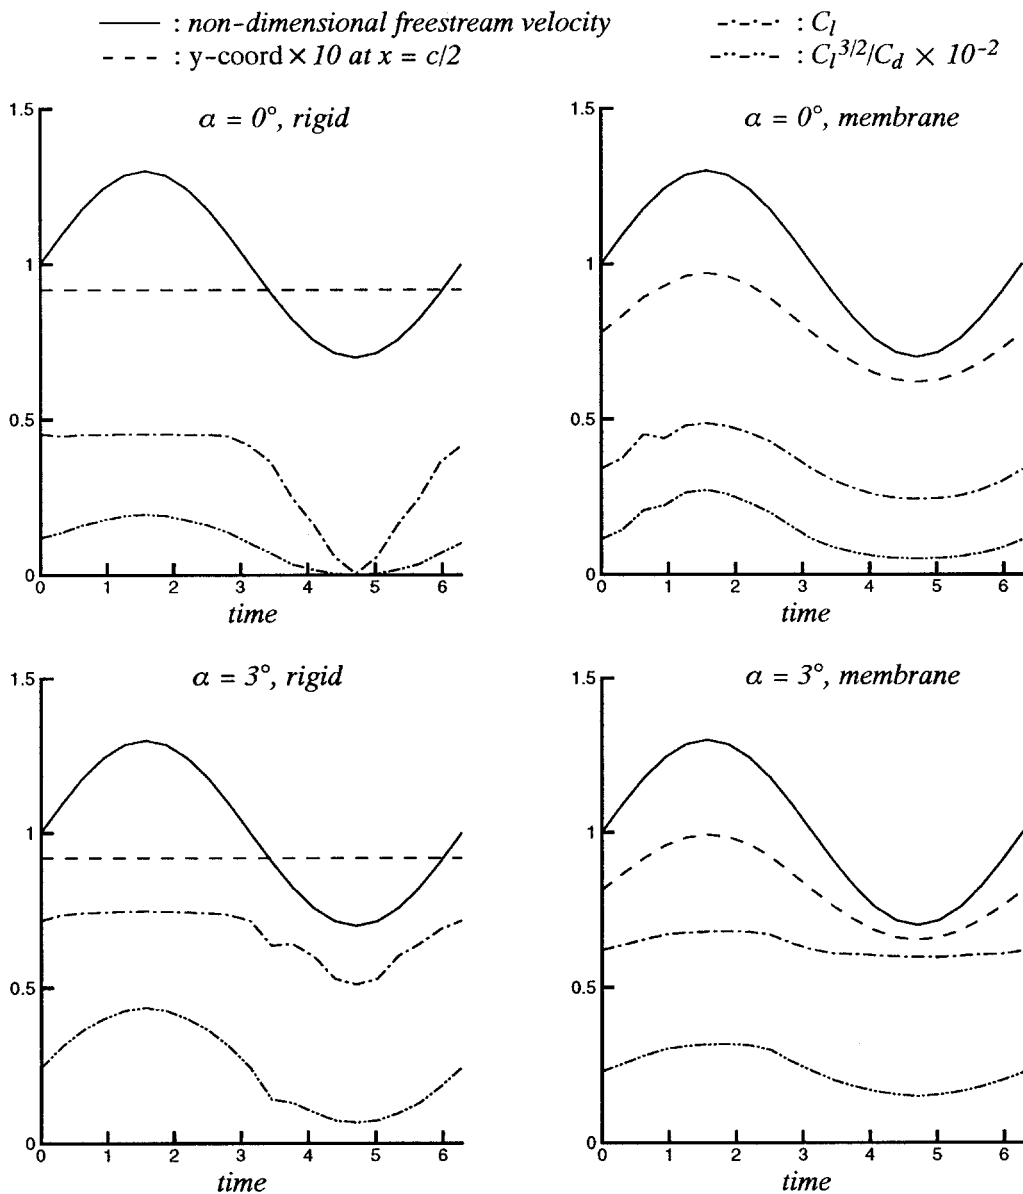 : non-dimensional freestream velocity
: y-coord × 10 at x = c/2
: C_l
: C_l^{3/2}/C_d × 10^{-2}
α = 0°, rigid
1.5
1
0.5
0
0 1 2 3 4 5 6
time
α = 0°, membrane
1.5
1
0.5
0
0 1 2 3 4 5 6
time
α = 3°, rigid
1.5
1
0.5
0
0 1 2 3 4 5 6
time
α = 3°, membrane
1.5
1
0.5
0
0 1 2 3 4 5 6
time